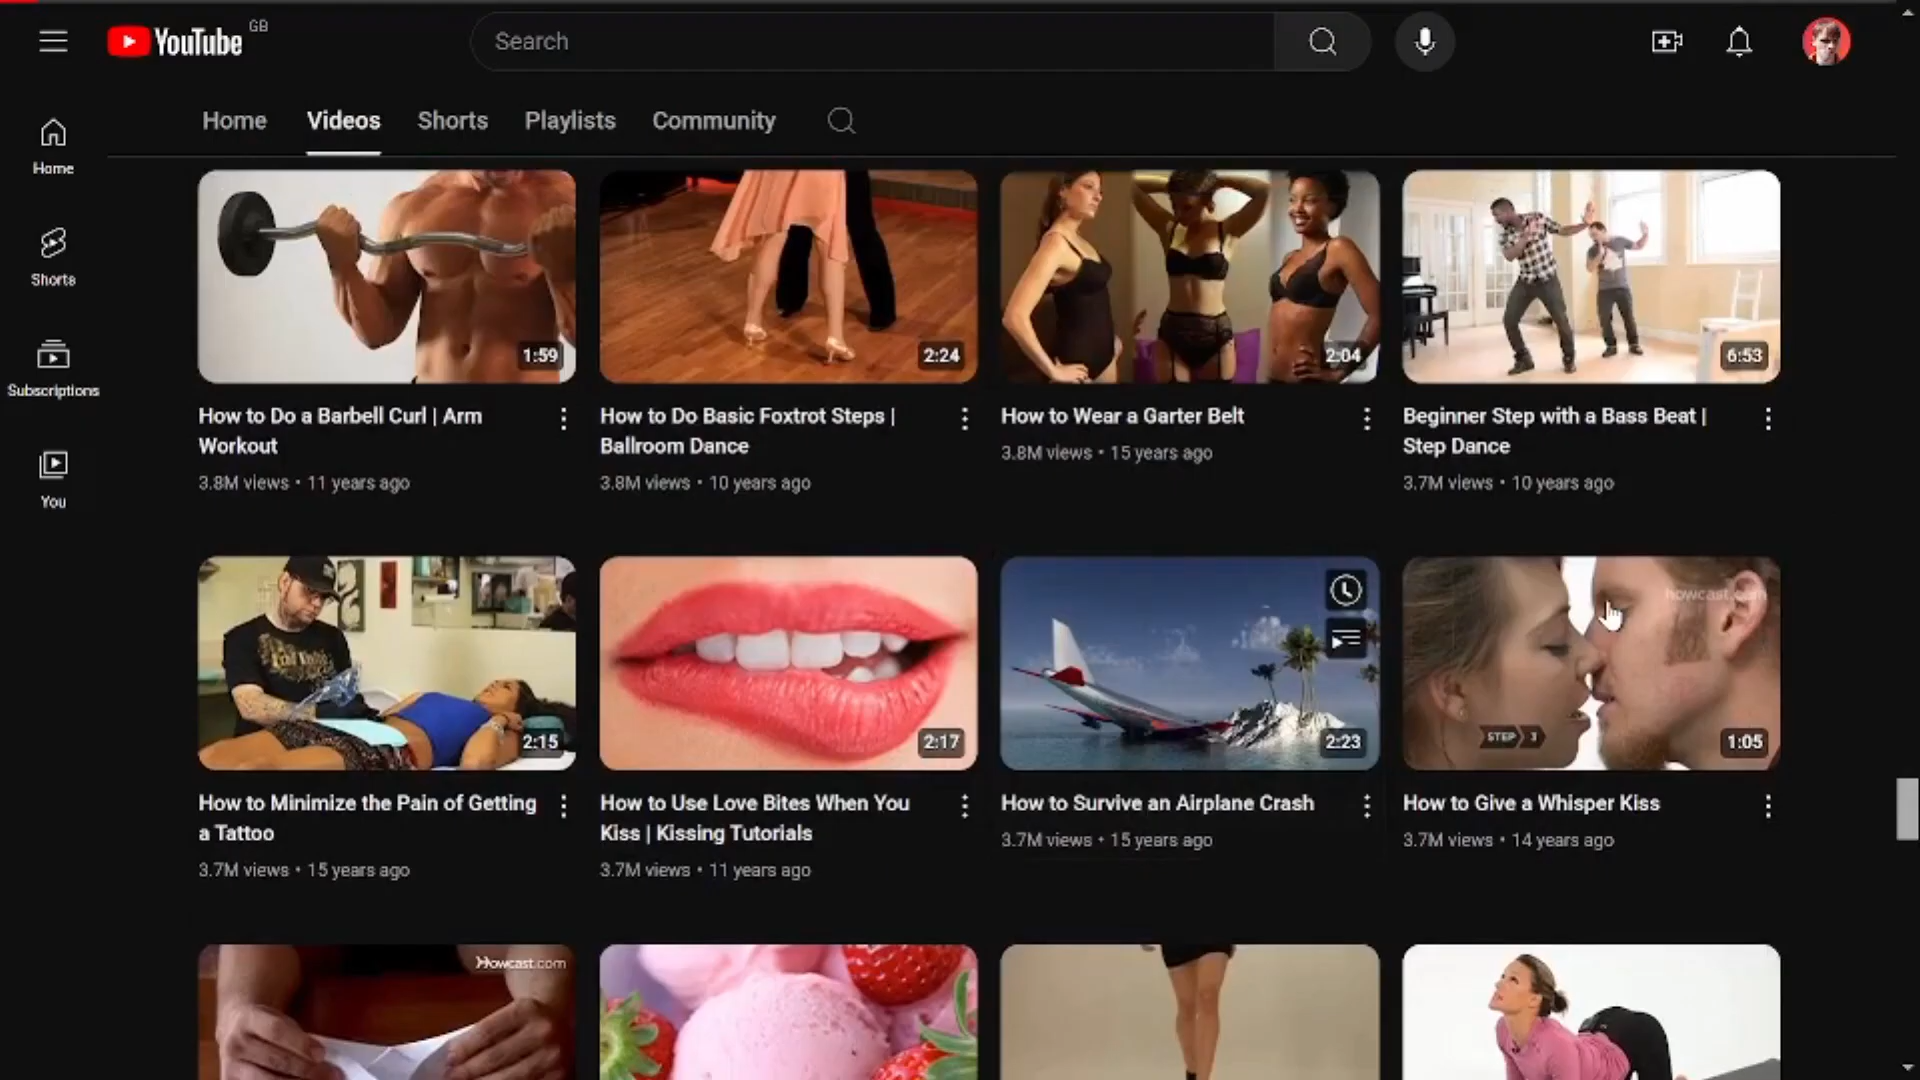 YouTube GB
Search
Home
Videos
Shorts
Playlists
Community
Home
Shorts
Subscriptions
You
1:59
2:24
2:04
6:53
How to Do a Barbell Curl | Arm
Workout
3.8M views • 11 years ago
How to Do Basic Foxtrot Steps |
Ballroom Dance
3.8M views • 10 years ago
How to Wear a Garter Belt
3.8M views • 15 years ago
Beginner Step with a Bass Beat |
Step Dance
3.7M views • 10 years ago
2:15
2:17
2:23
howcast.com
STEP 3
1:05
How to Minimize the Pain of Getting
a Tattoo
3.7M views • 15 years ago
How to Use Love Bites When You
Kiss | Kissing Tutorials
3.7M views • 11 years ago
How to Survive an Airplane Crash
3.7M views • 15 years ago
How to Give a Whisper Kiss
3.7M views • 14 years ago
Howcast.com